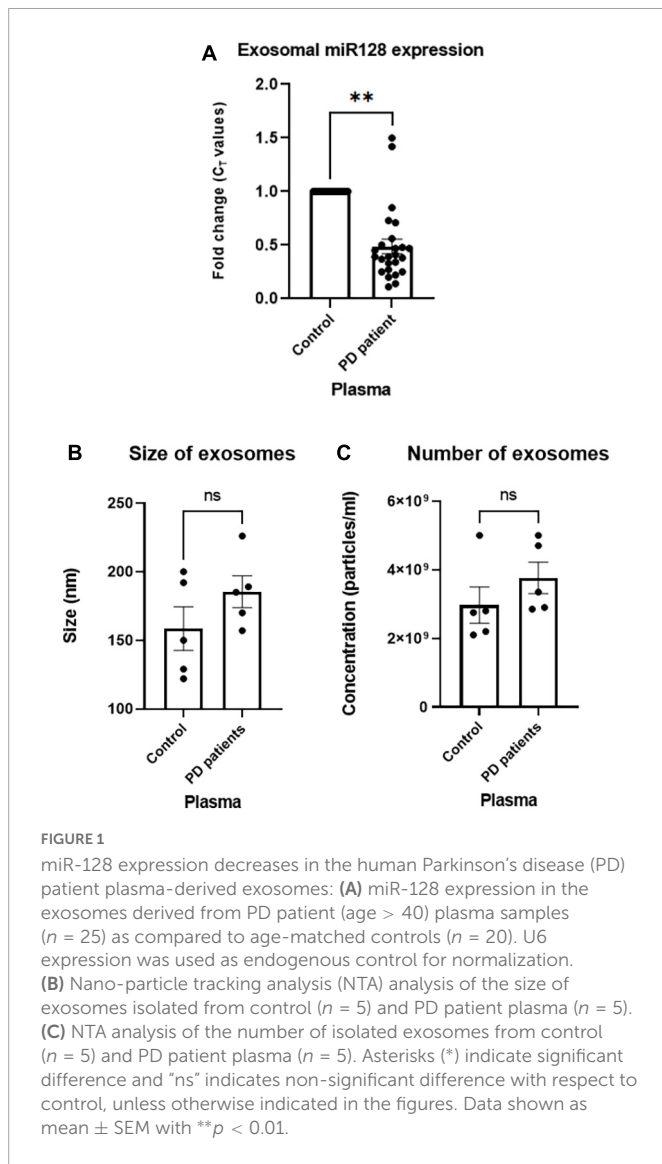 A Exosomal miR128 expression
Fold change (CT values)
2.0
1.5
1.0
0.5
0.0
**
Control
PD patient
Plasma
B Size of exosomes
Size (nm)
250
200
150
100
ns
Control
PD patients
Plasma
C Number of exosomes
Concentration (particles/ml)
6×10⁹
4×10⁹
2×10⁹
0
ns
Control
PD patients
Plasma
FIGURE 1
miR-128 expression decreases in the human Parkinson’s disease (PD)
patient plasma-derived exosomes: (A) miR-128 expression in the
exosomes derived from PD patient (age > 40) plasma samples
(n = 25) as compared to age-matched controls (n = 20). U6
expression was used as endogenous control for normalization.
(B) Nano-particle tracking analysis (NTA) analysis of the size of
exosomes isolated from control (n = 5) and PD patient plasma (n = 5).
(C) NTA analysis of the number of isolated exosomes from control
(n = 5) and PD patient plasma (n = 5). Asterisks (*) indicate significant
difference and “ns” indicates non-significant difference with respect to
control, unless otherwise indicated in the figures. Data shown as
mean ± SEM with **p < 0.01.